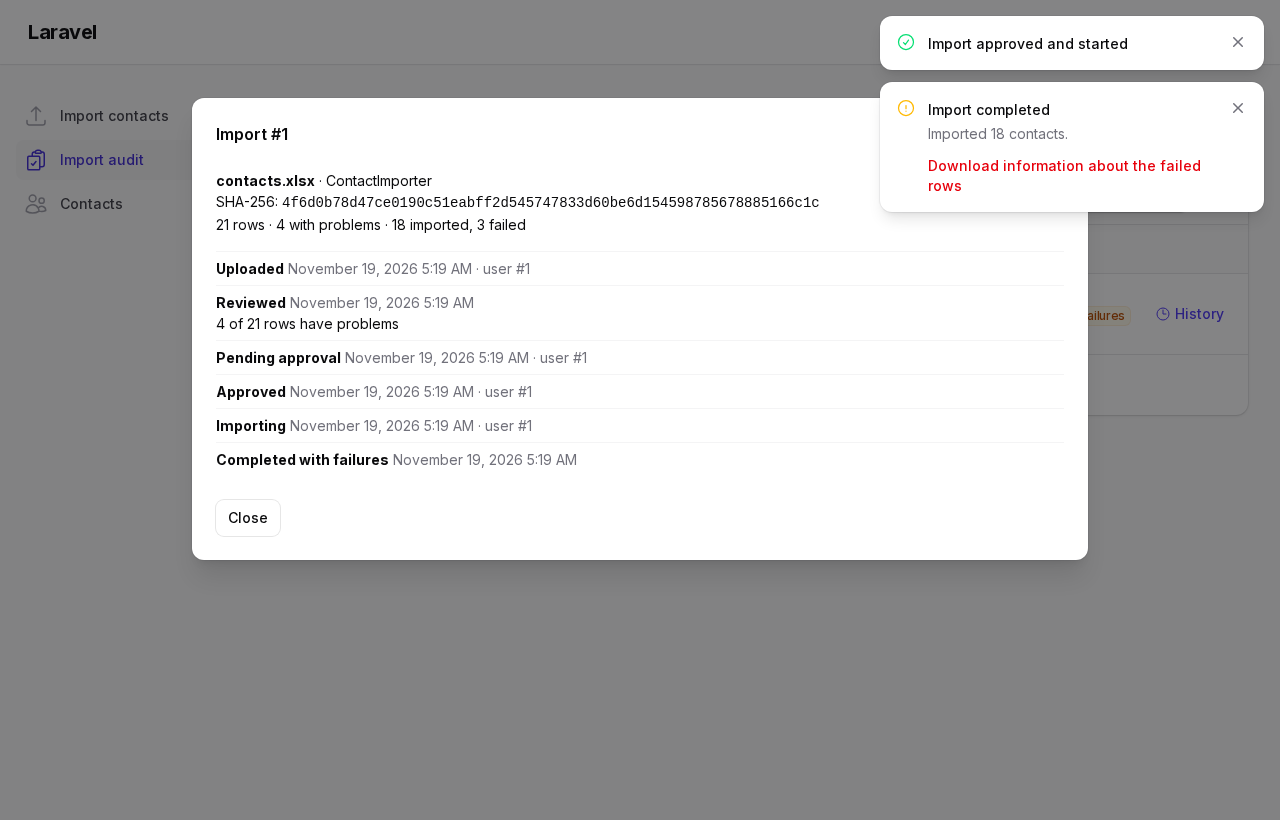 Laravel
Import approved and started
Import completed
Imported 18 contacts.
Download information about the failed
rows
Import contacts
Import audit
Contacts
Import #1
contacts.xlsx · ContactImporter
SHA-256: 4f6d0b78d47ce0190c51eabff2d545747833d60be6d154598785678885166c1c
21 rows · 4 with problems · 18 imported, 3 failed
Uploaded November 19, 2026 5:19 AM · user #1
Reviewed November 19, 2026 5:19 AM
4 of 21 rows have problems
Pending approval November 19, 2026 5:19 AM · user #1
Approved November 19, 2026 5:19 AM · user #1
Importing November 19, 2026 5:19 AM · user #1
Completed with failures November 19, 2026 5:19 AM
Close
History